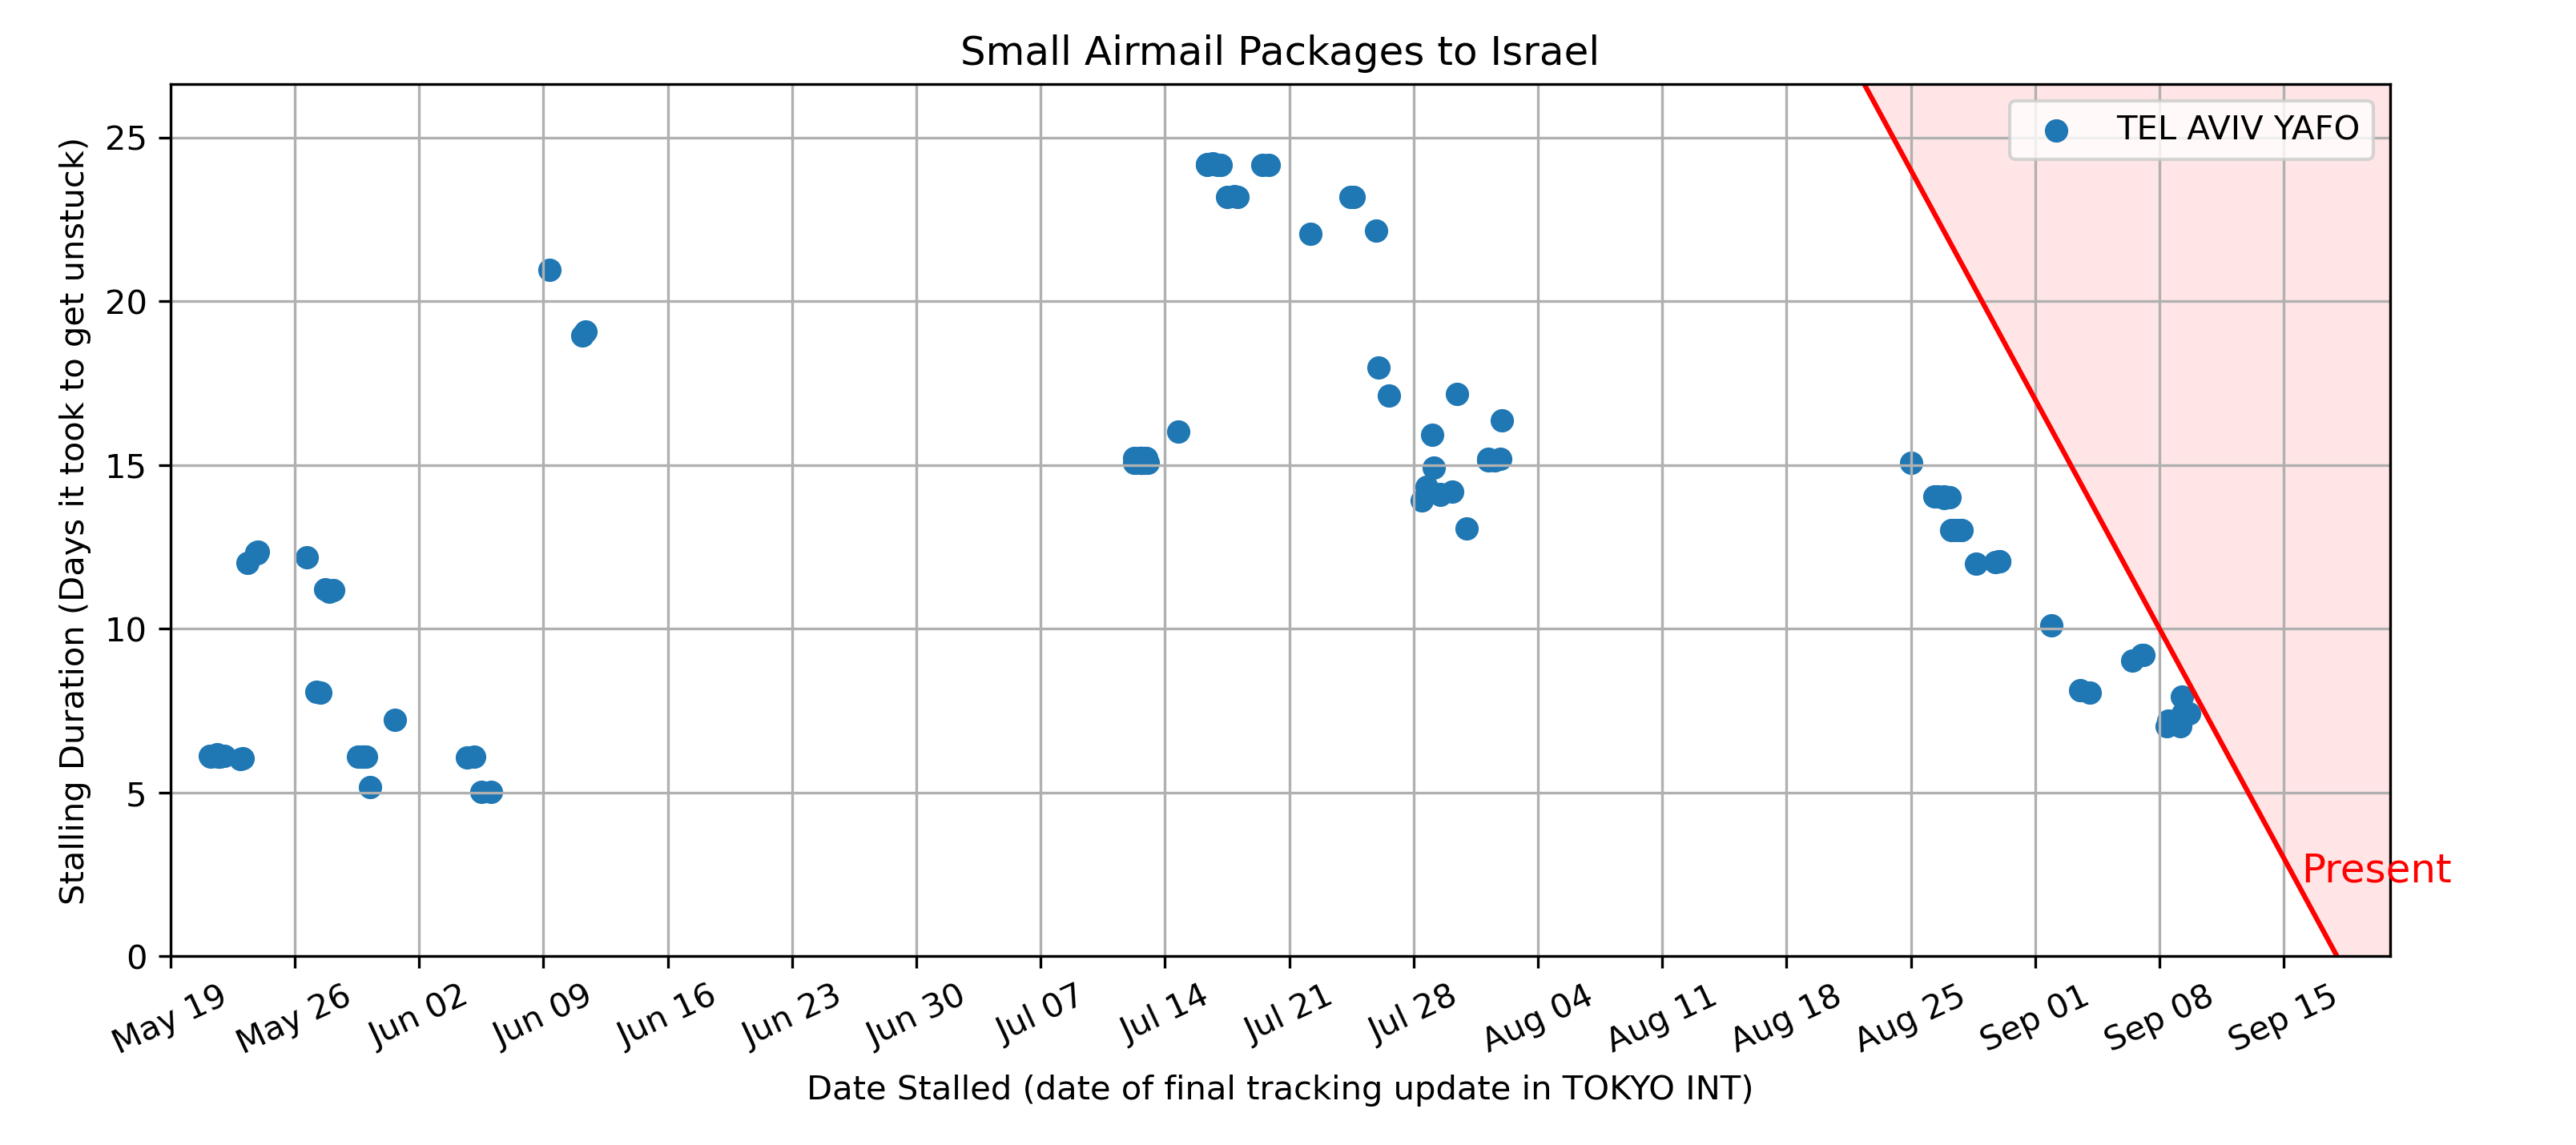 Small Airmail Packages to Israel
TEL AVIV YAFO
Stalling Duration (Days it took to get unstuck)
25
20
15
10
5
0
Present
May 19
May 26
Jun 02
Jun 09
Jun 16
Jun 23
Jun 30
Jul 07
Jul 14
Jul 21
Jul 28
Aug 04
Aug 11
Aug 18
Aug 25
Sep 01
Sep 08
Sep 15
Date Stalled (date of final tracking update in TOKYO INT)